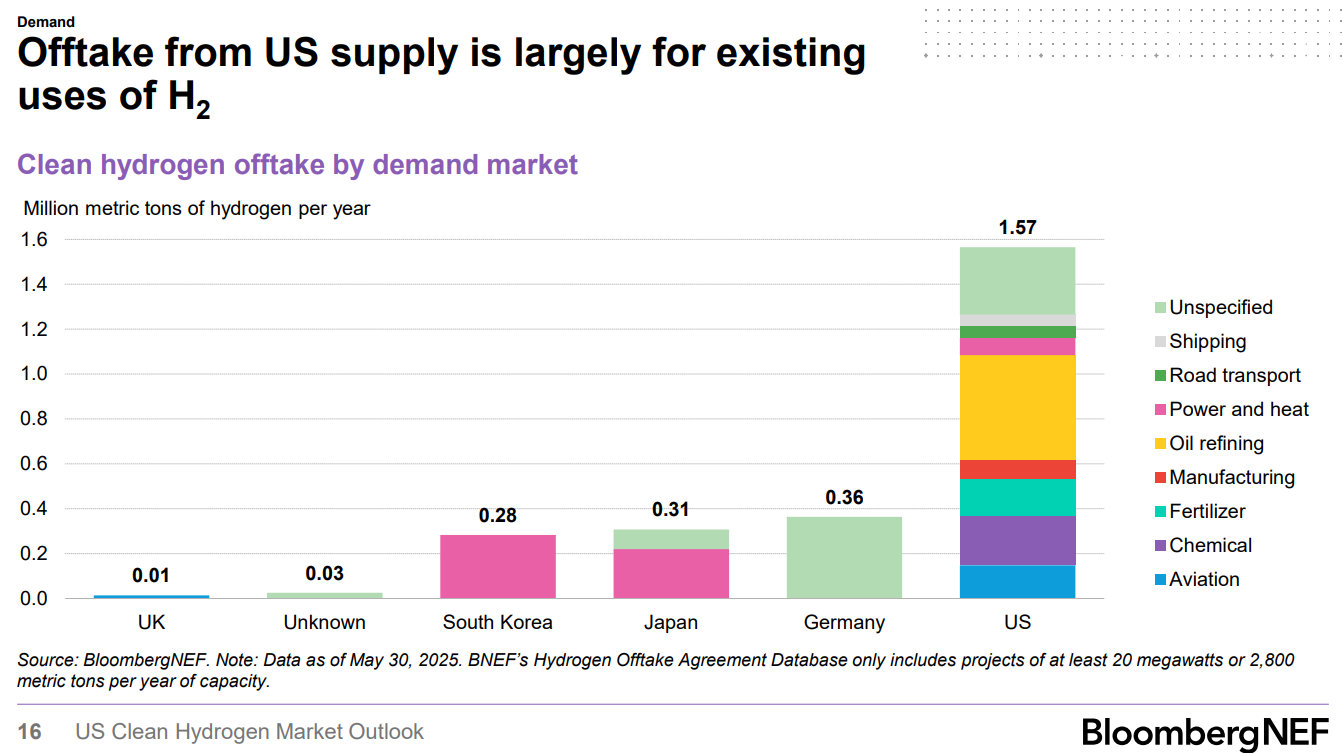 Demand
Offtake from US supply is largely for existing
uses of H₂
Clean hydrogen offtake by demand market
Million metric tons of hydrogen per year
1.6
1.4
1.2
1.0
0.8
0.6
0.4
0.2
0.0
0.01
0.03
0.28
0.31
0.36
1.57
UK
Unknown
South Korea
Japan
Germany
US
Unspecified
Shipping
Road transport
Power and heat
Oil refining
Manufacturing
Fertilizer
Chemical
Aviation
Source: BloombergNEF. Note: Data as of May 30, 2025. BNEF’s Hydrogen Offtake Agreement Database only includes projects of at least 20 megawatts or 2,800
metric tons per year of capacity.
16 US Clean Hydrogen Market Outlook
BloombergNEF